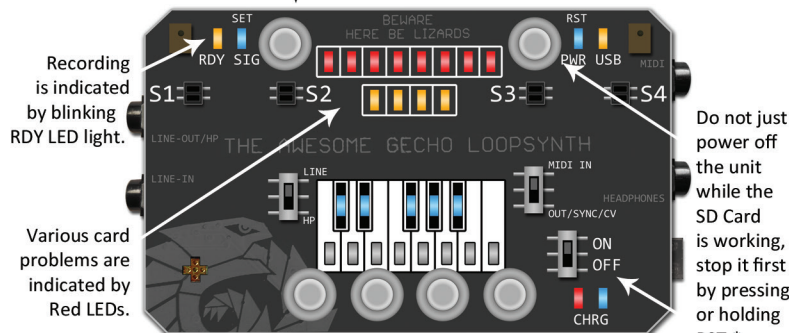 SET
BEWARE
HERE BE LIZARDS
RST
RDY SIG
PWR USB
MIDI
Recording
is indicated
by blinking
RDY LED light.
S1
S2
S3
S4
LINE-OUT/HP
THE AWESOME GECHO LOOPSYNTH
LINE-IN
LINE
HP
MIDI IN
OUT/SYNC/CV
HEADPHONES
ON
OFF
CHRG
Various card
problems are
indicated by
Red LEDs.
Do not just
power off
the unit
while the
SD Card
is working,
stop it first
by pressing
or holding